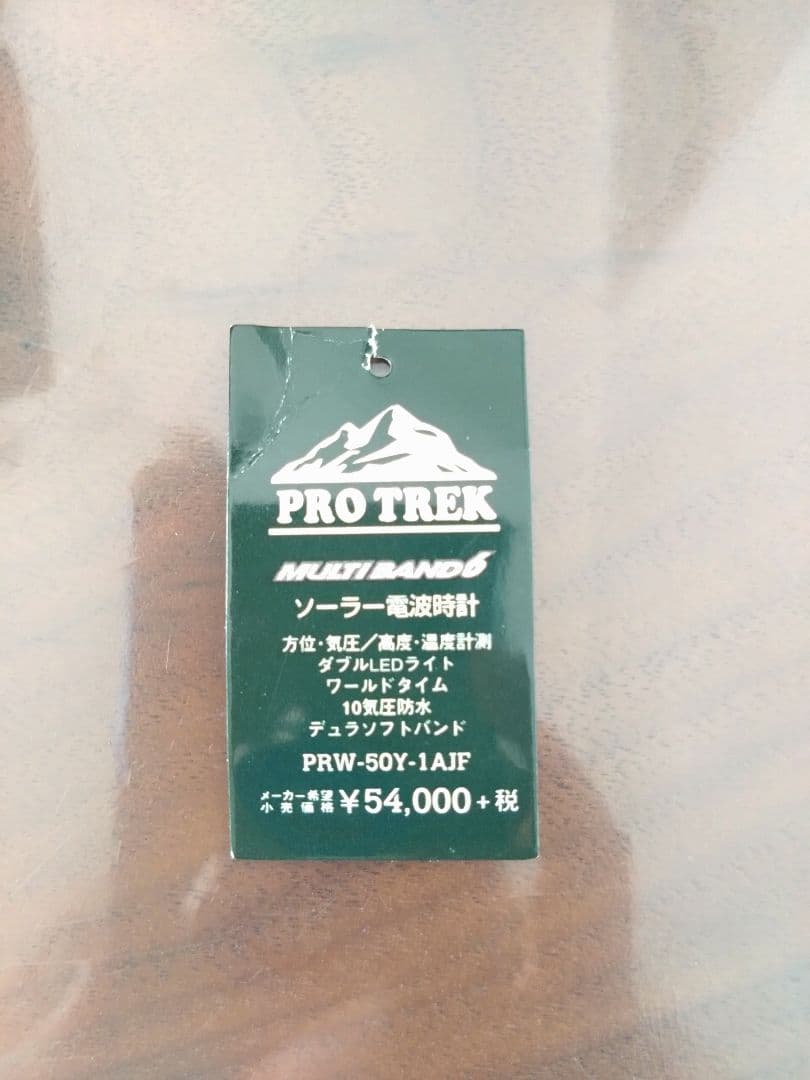 PRO TREK
MULTI BAND 6
ソーラー電波時計
方位・気圧／高度・温度計測
ダブルLEDライト
ワールドタイム
10気圧防水
デュラソフトバンド
PRW-50Y-1AJF
メーカー希望小売価格 ¥54,000+税